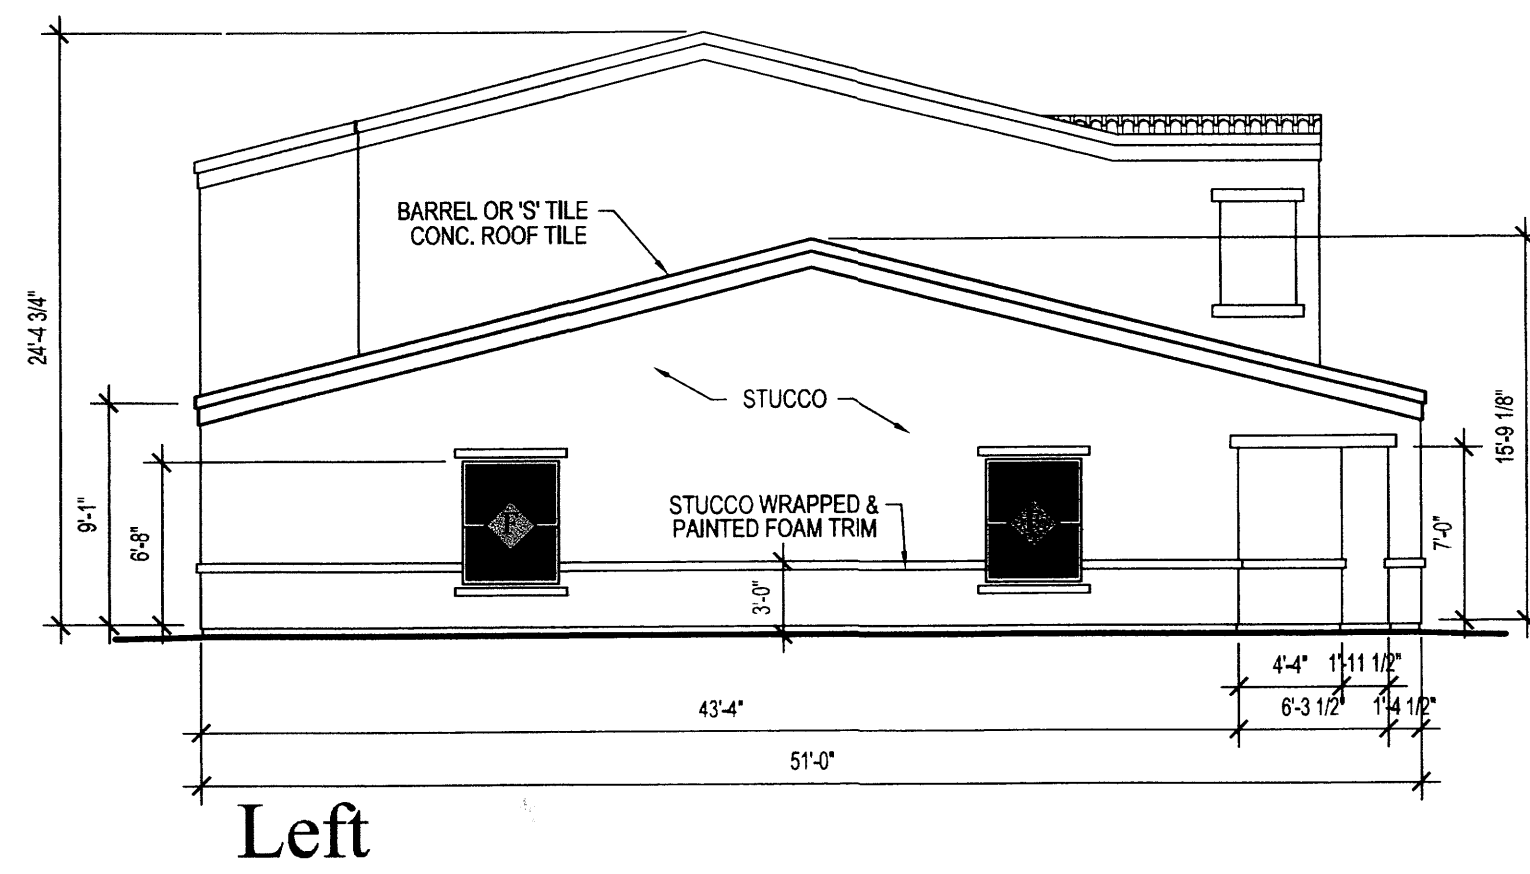 BARREL OR 'S' TILE
CONC. ROOF TILE
24'-4 3/4"
STUCCO
15'-9 1/8"
9'-1"
6'-8"
STUCCO WRAPPED &
PAINTED FOAM TRIM
7'-0"
3'-0"
4'-4" 1'-11 1/2"
43'-4" 6'-3 1/2" 1'-4 1/2"
51'-0"
Left